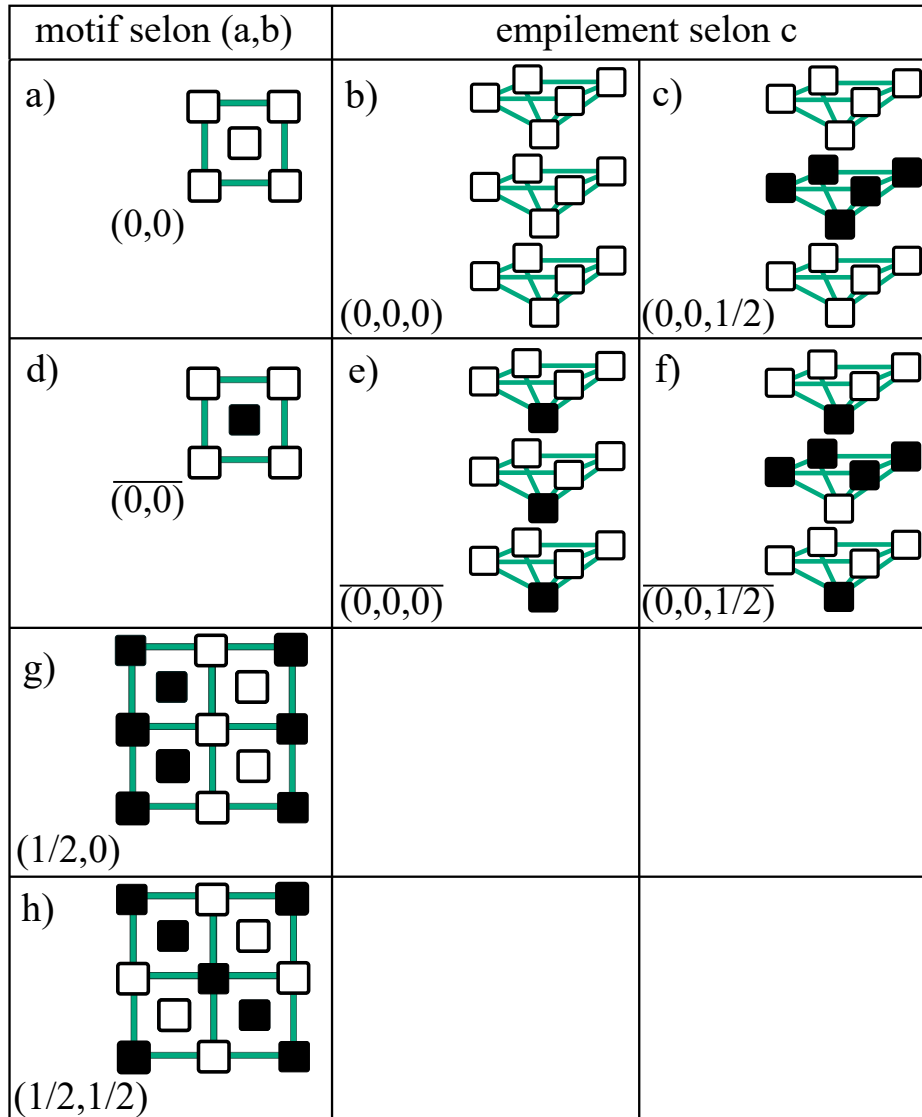 motif selon (a,b)
empilement selon c
a)
(0,0)
b)
(0,0,0)
c)
(0,0,1/2)
d)
(0,0)
e)
(0,0,0)
f)
(0,0,1/2)
g)
(1/2,0)
h)
(1/2,1/2)